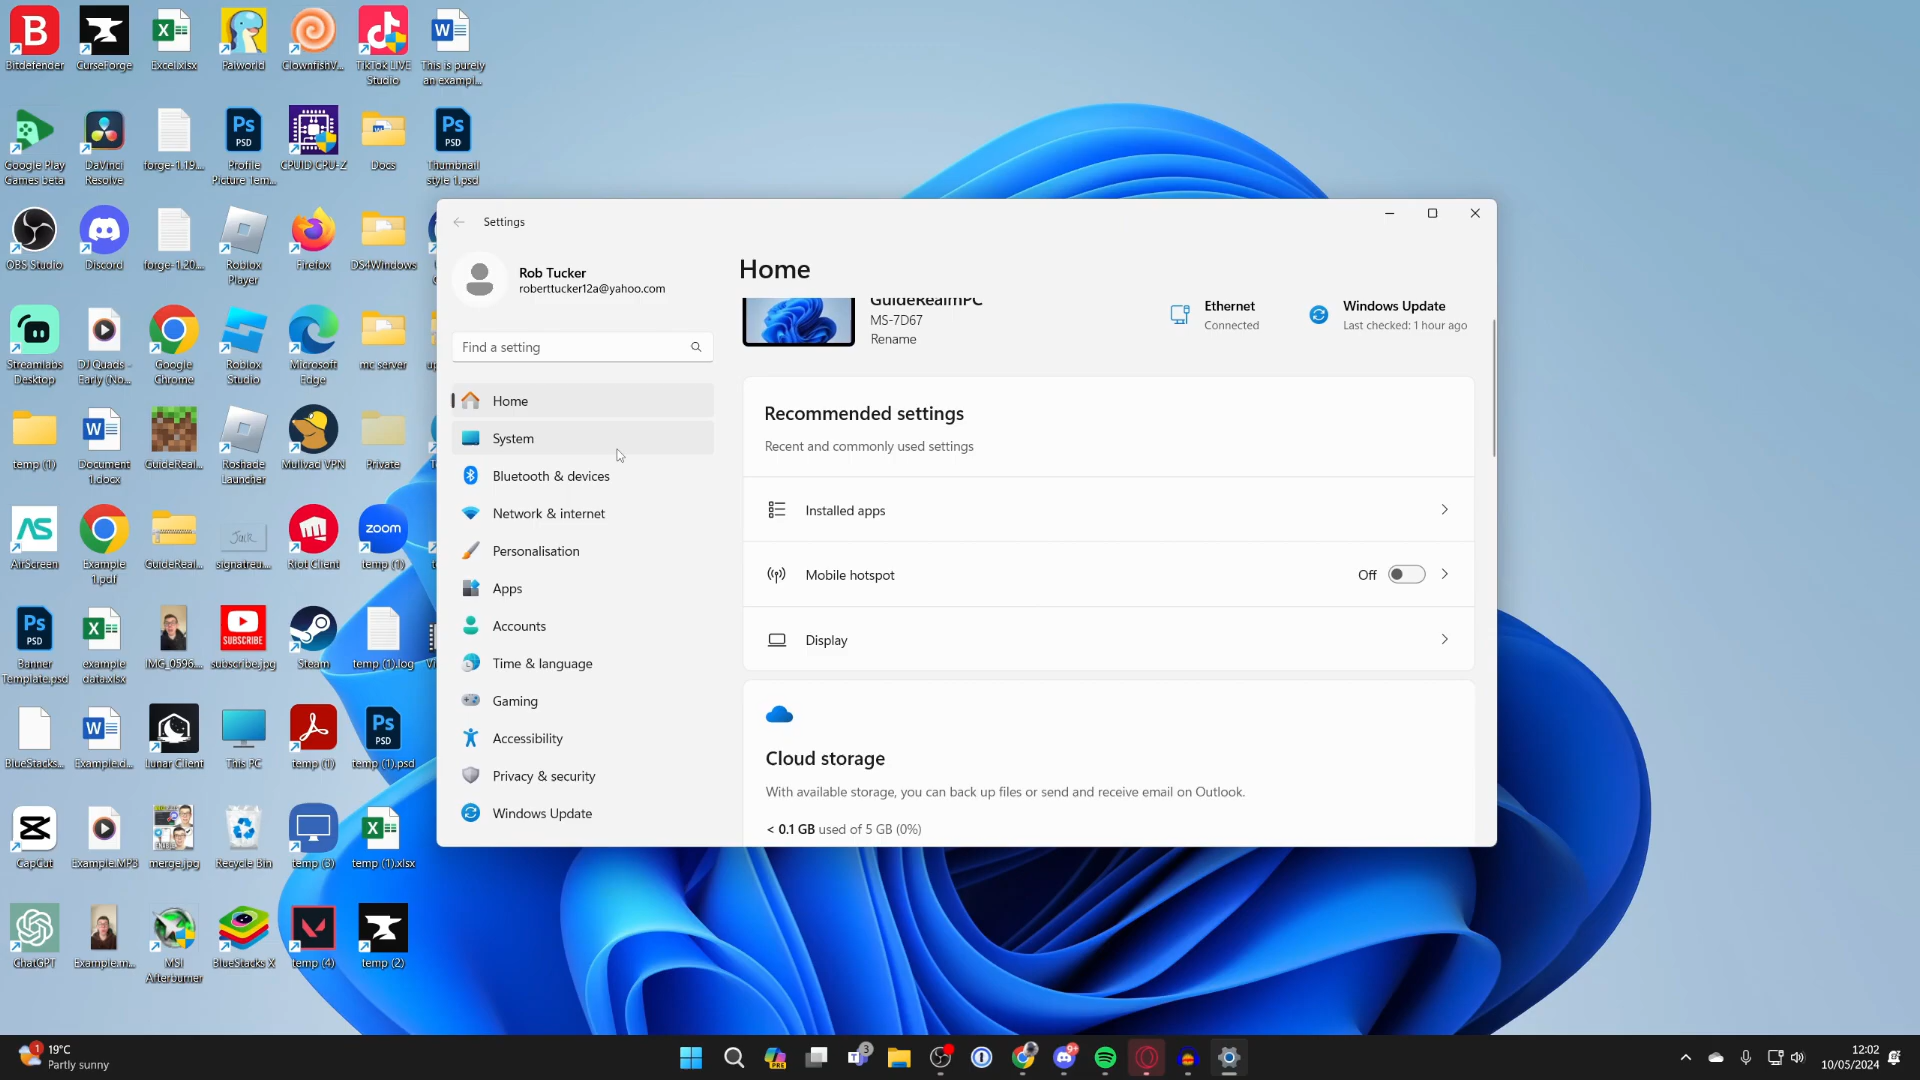 Bitdefender
CurseForge
Excel.xlsx
Palworld
ClownfishV...
TikTok LIVE
Studio
This is purely
an exampl...
Google Play
Games beta
DaVinci
Resolve
forge-1.19....
Profile
Picture Tem...
CPUID CPU-Z
Docs
Thumbnail
style 1.psd
OBS Studio
Discord
forge-1.20....
Roblox
Player
Firefox
DS4Windows
Streamlabs
Desktop
DJ Quads -
Early (No...
Google
Chrome
Roblox
Studio
Microsoft
Edge
mc server
temp (1)
Document
1.docx
GuideReal...
Roshade
Launcher
Mullvad VPN
Private
AirScreen
Example
1.pdf
GuideReal...
signatreu...
Riot Client
zoom
temp (1)
Banner
Template.psd
example
data.xlsx
IMG_0596....
SUBSCRIBE
subscribe.jpg
Steam
temp (1).log
BlueStacks...
Example.d...
Lunar Client
This PC
temp (1)
temp (1).psd
CapCut
Example.MP3
merge.jpg
Recycle Bin
temp (3)
temp (1).xlsx
ChatGPT
Example.m...
MSI
Afterburner
BlueStacks X
temp (4)
temp (2)
Settings
Rob Tucker
roberttucker12a@yahoo.com
Find a setting
Home
System
Bluetooth & devices
Network & internet
Personalisation
Apps
Accounts
Time & language
Gaming
Accessibility
Privacy & security
Windows Update
Home
GuideRealmPC
MS-7D67
Rename
Ethernet
Connected
Windows Update
Last checked: 1 hour ago
Recommended settings
Recent and commonly used settings
Installed apps
Mobile hotspot
Off
Display
Cloud storage
With available storage, you can back up files or send and receive email on Outlook.
< 0.1 GB used of 5 GB (0%)
1
19°C
Partly sunny
PRE
3
9+
12:02
10/05/2024